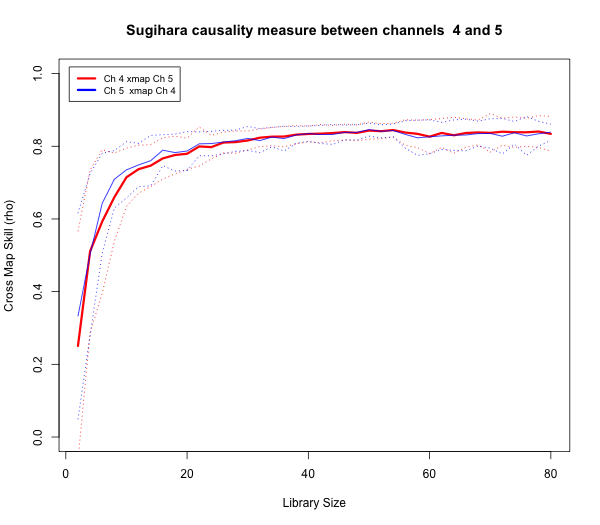 Sugihara causality measure between channels  4 and 5
Ch 4 xmap Ch 5
Ch 5  xmap Ch 4
Cross Map Skill (rho)
1.0
0.8
0.6
0.4
0.2
0.0
0 20 40 60 80
Library Size